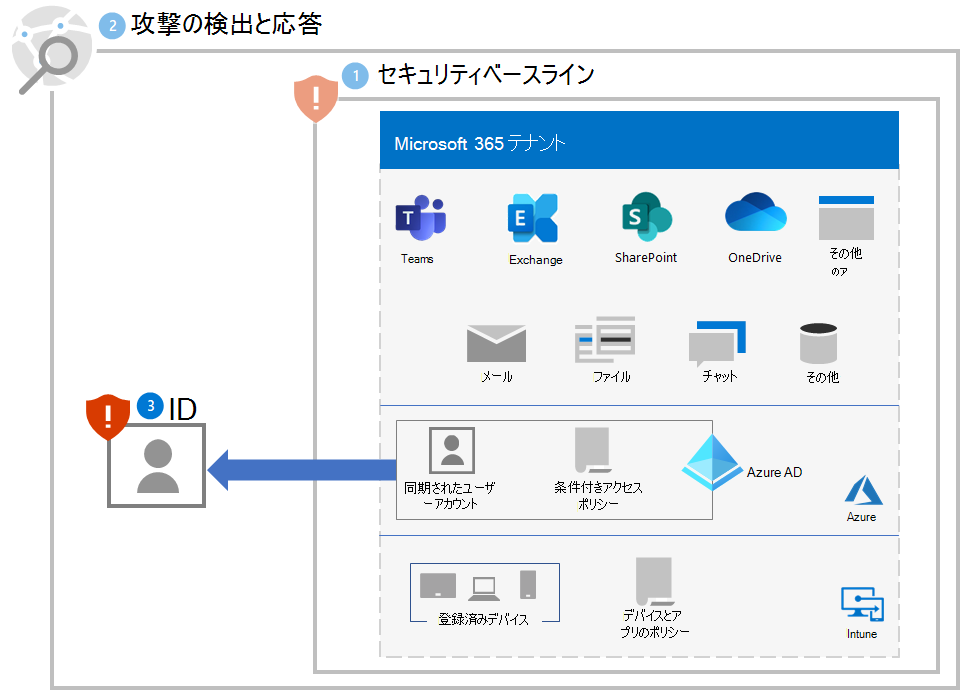 2 攻撃の検出と応答
1 セキュリティベースライン
Microsoft 365 テナント
T
E
S
Teams
Exchange
SharePoint
OneDrive
その他
のア
メール
ファイル
チャット
その他
3 ID
同期されたユーザ
ーアカウント
条件付きアクセス
ポリシー
Azure AD
Azure
登録済みデバイス
デバイスとア
プリのポリシー
Intune